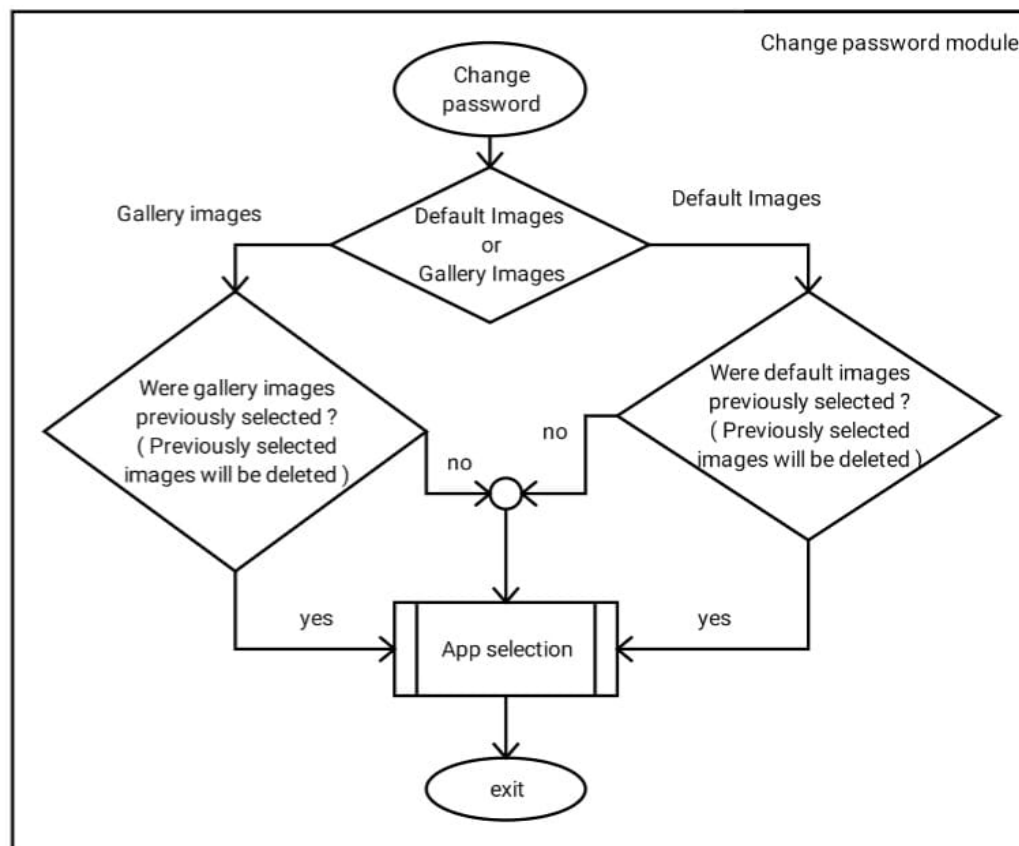 Change password module
Change
password
Gallery images
Default Images
Default Images
or
Gallery Images
Were gallery images
previously selected ?
( Previously selected
images will be deleted )
Were default images
previously selected ?
( Previously selected
images will be deleted )
no
no
yes
App selection
yes
exit